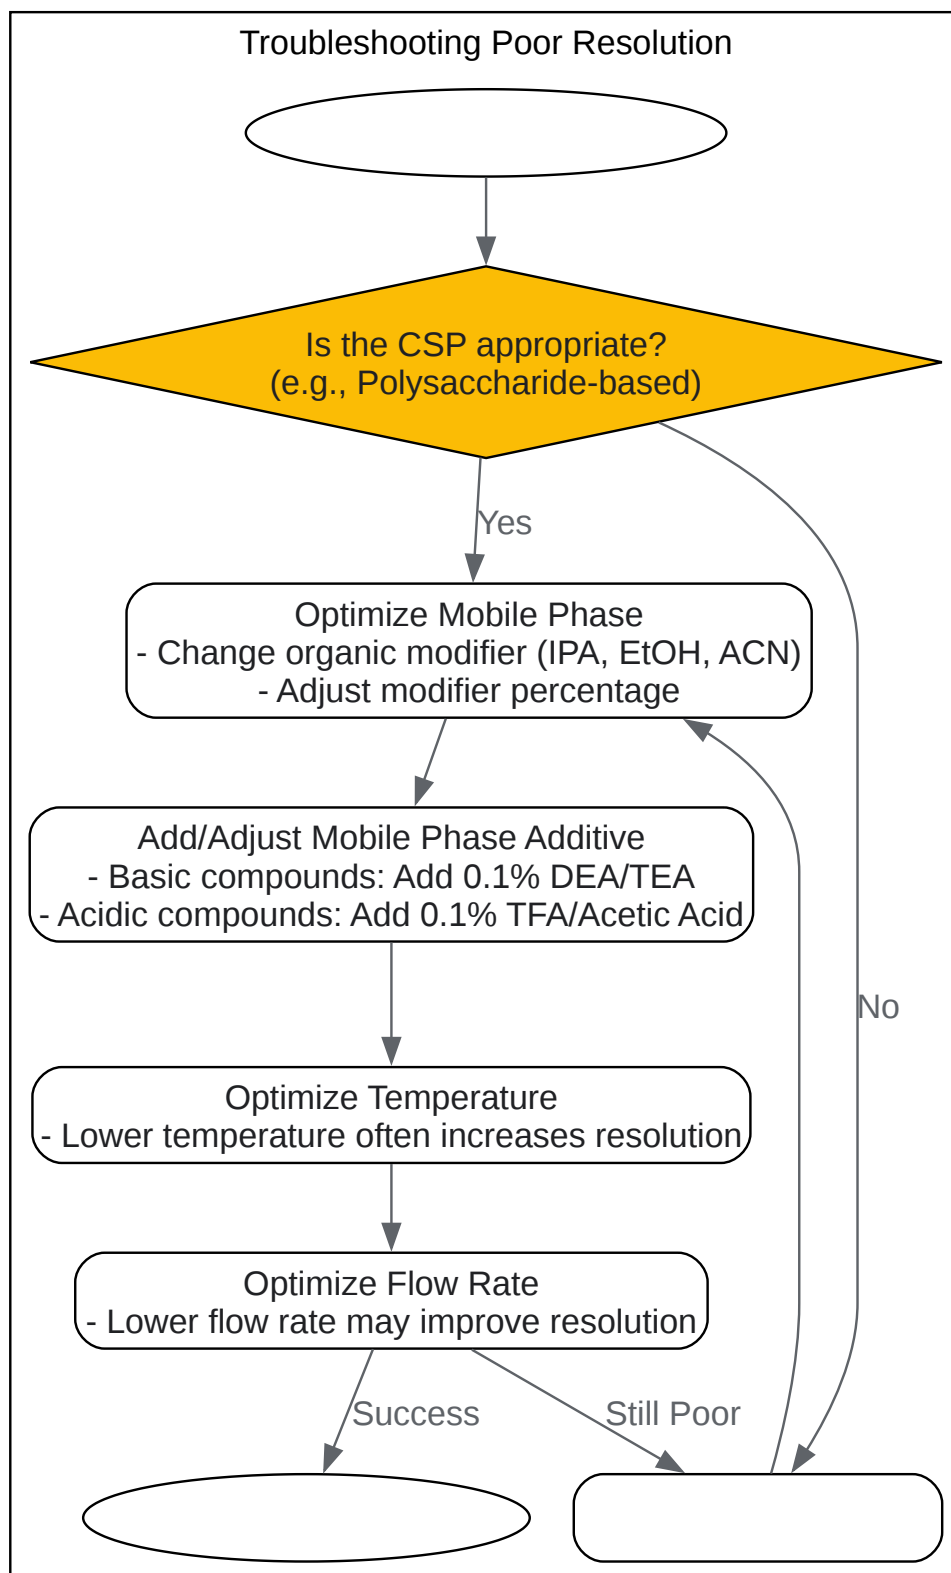 Troubleshooting Poor Resolution
Is the CSP appropriate?
(e.g., Polysaccharide-based)
Yes
Optimize Mobile Phase
- Change organic modifier (IPA, EtOH, ACN)
- Adjust modifier percentage
Add/Adjust Mobile Phase Additive
- Basic compounds: Add 0.1% DEA/TEA
- Acidic compounds: Add 0.1% TFA/Acetic Acid
No
Optimize Temperature
- Lower temperature often increases resolution
Optimize Flow Rate
- Lower flow rate may improve resolution
Success
Still Poor